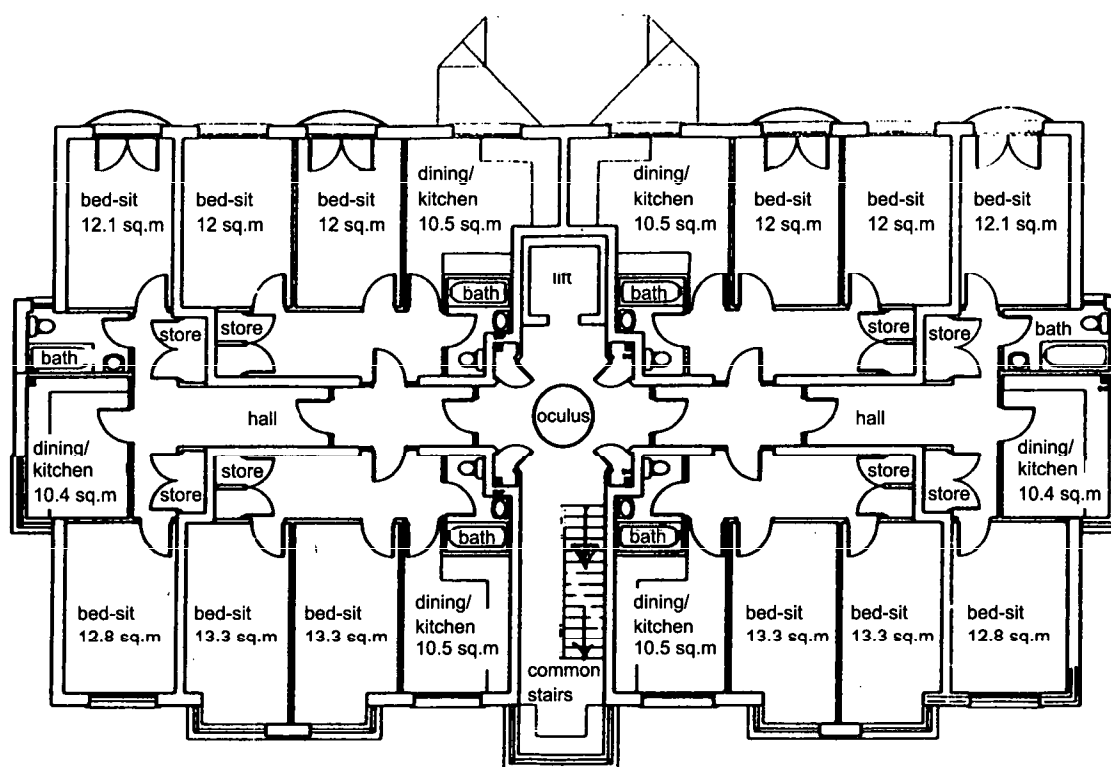 bed-sit
12.1 sq.m
bed-sit
12 sq.m
bed-sit
12 sq.m
dining/
kitchen
10.5 sq.m
dining/
kitchen
10.5 sq.m
bed-sit
12 sq.m
bed-sit
12 sq.m
bed-sit
12.1 sq.m
lift
bath
bath
store
store
store
store
bath
bath
hall
oculus
hall
dining/
kitchen
10.4 sq.m
dining/
kitchen
10.4 sq.m
store
store
store
store
bath
bath
bed-sit
12.8 sq.m
bed-sit
13.3 sq.m
bed-sit
13.3 sq.m
dining/
kitchen
10.5 sq.m
dining/
kitchen
10.5 sq.m
bed-sit
13.3 sq.m
bed-sit
13.3 sq.m
bed-sit
12.8 sq.m
common
stairs